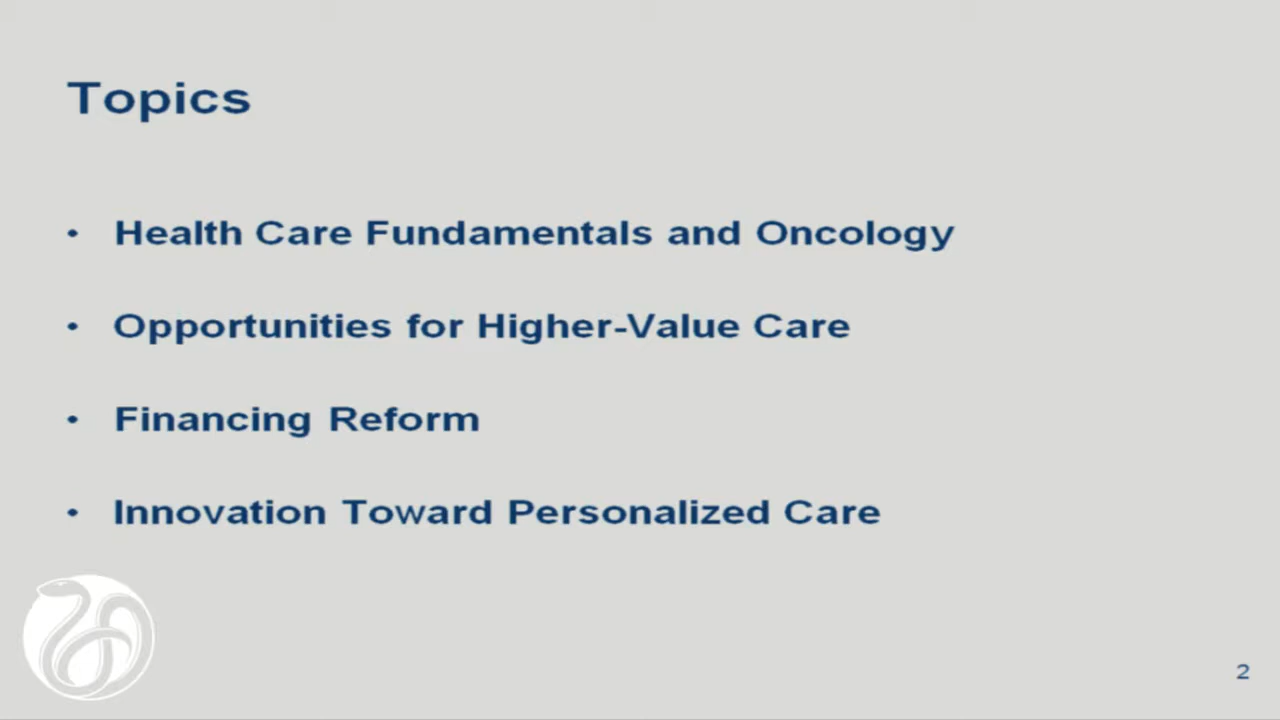 Topics
• Health Care Fundamentals and Oncology
• Opportunities for Higher-Value Care
• Financing Reform
• Innovation Toward Personalized Care
2